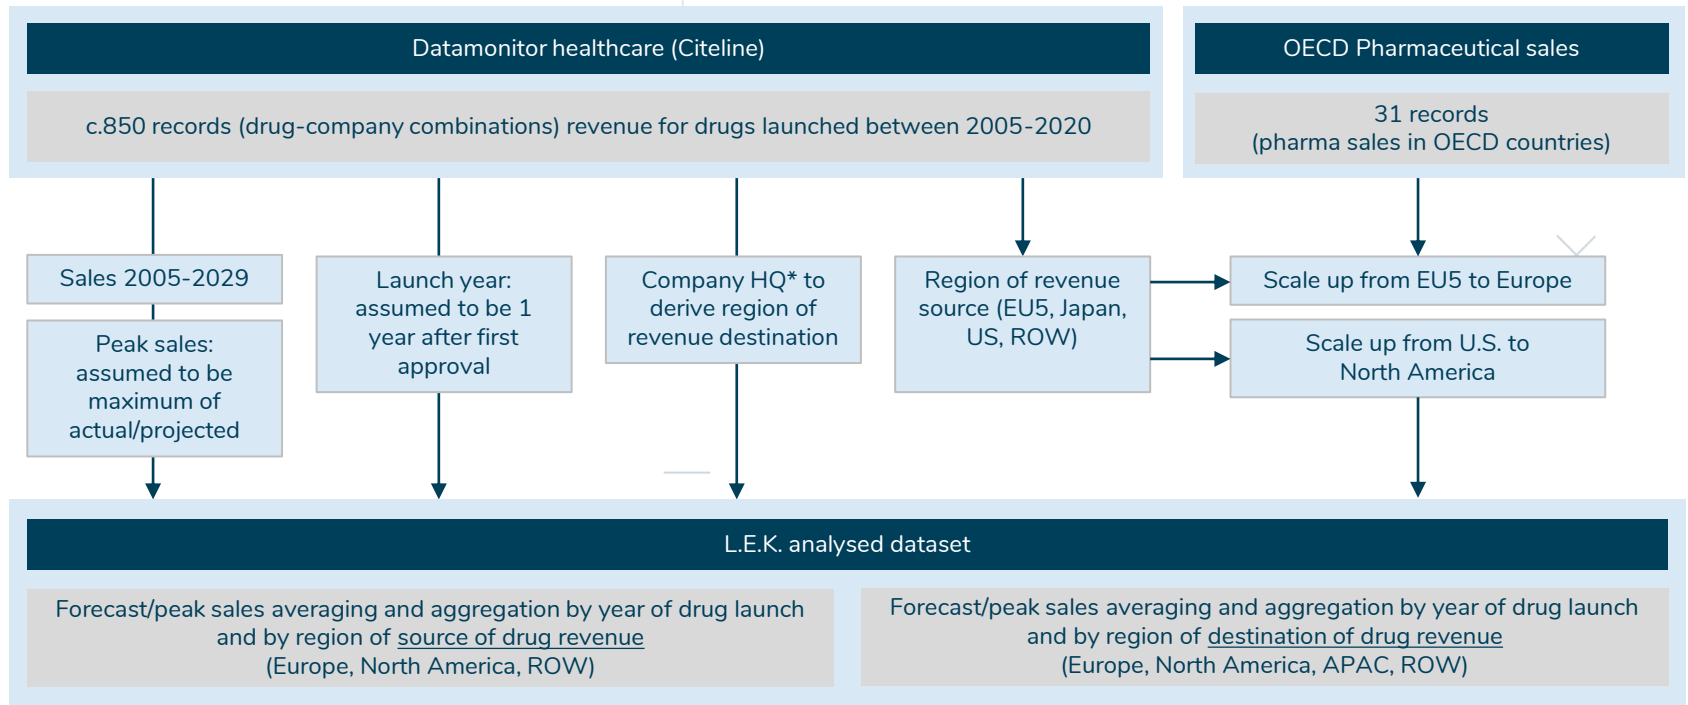 Datamonitor healthcare (Citeline)
c.850 records (drug-company combinations) revenue for drugs launched between 2005-2020
OECD Pharmaceutical sales
31 records
(pharma sales in OECD countries)
Sales 2005-2029
Peak sales:
assumed to be
maximum of
actual/projected
Launch year:
assumed to be 1
year after first
approval
Company HQ* to
derive region of
revenue destination
Region of revenue
source (EU5, Japan,
US, ROW)
Scale up from EU5 to Europe
Scale up from U.S. to
North America
L.E.K. analysed dataset
Forecast/peak sales averaging and aggregation by year of drug launch
and by region of source of drug revenue
(Europe, North America, ROW)
Forecast/peak sales averaging and aggregation by year of drug launch
and by region of destination of drug revenue
(Europe, North America, APAC, ROW)